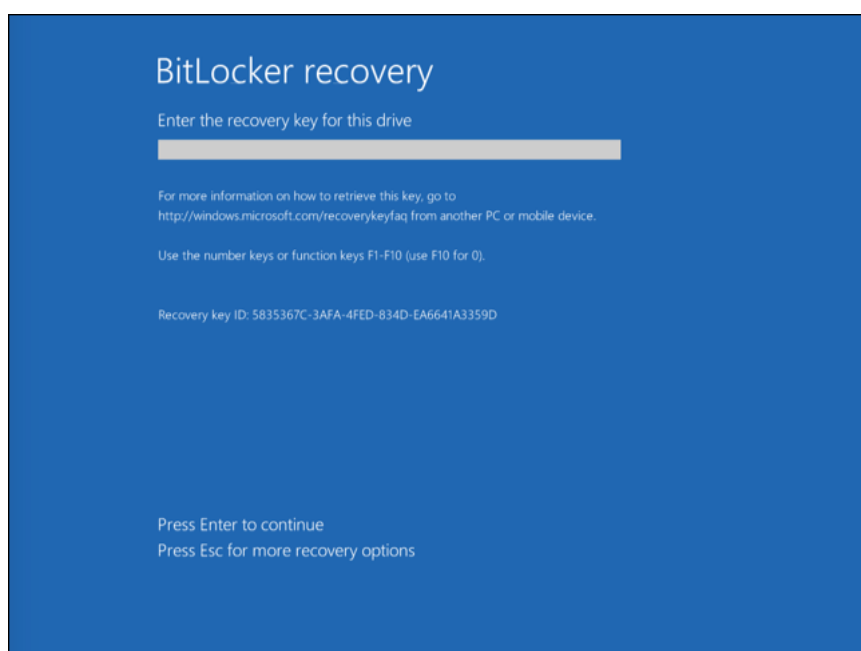 BitLocker recovery
Enter the recovery key for this drive
For more information on how to retrieve this key, go to
http://windows.microsoft.com/recoverykeyfaq from another PC or mobile device.
Use the number keys or function keys F1-F10 (use F10 for 0).
Recovery key ID: 5835367C-3AFA-4FED-834D-EA6641A3359D
Press Enter to continue
Press Esc for more recovery options